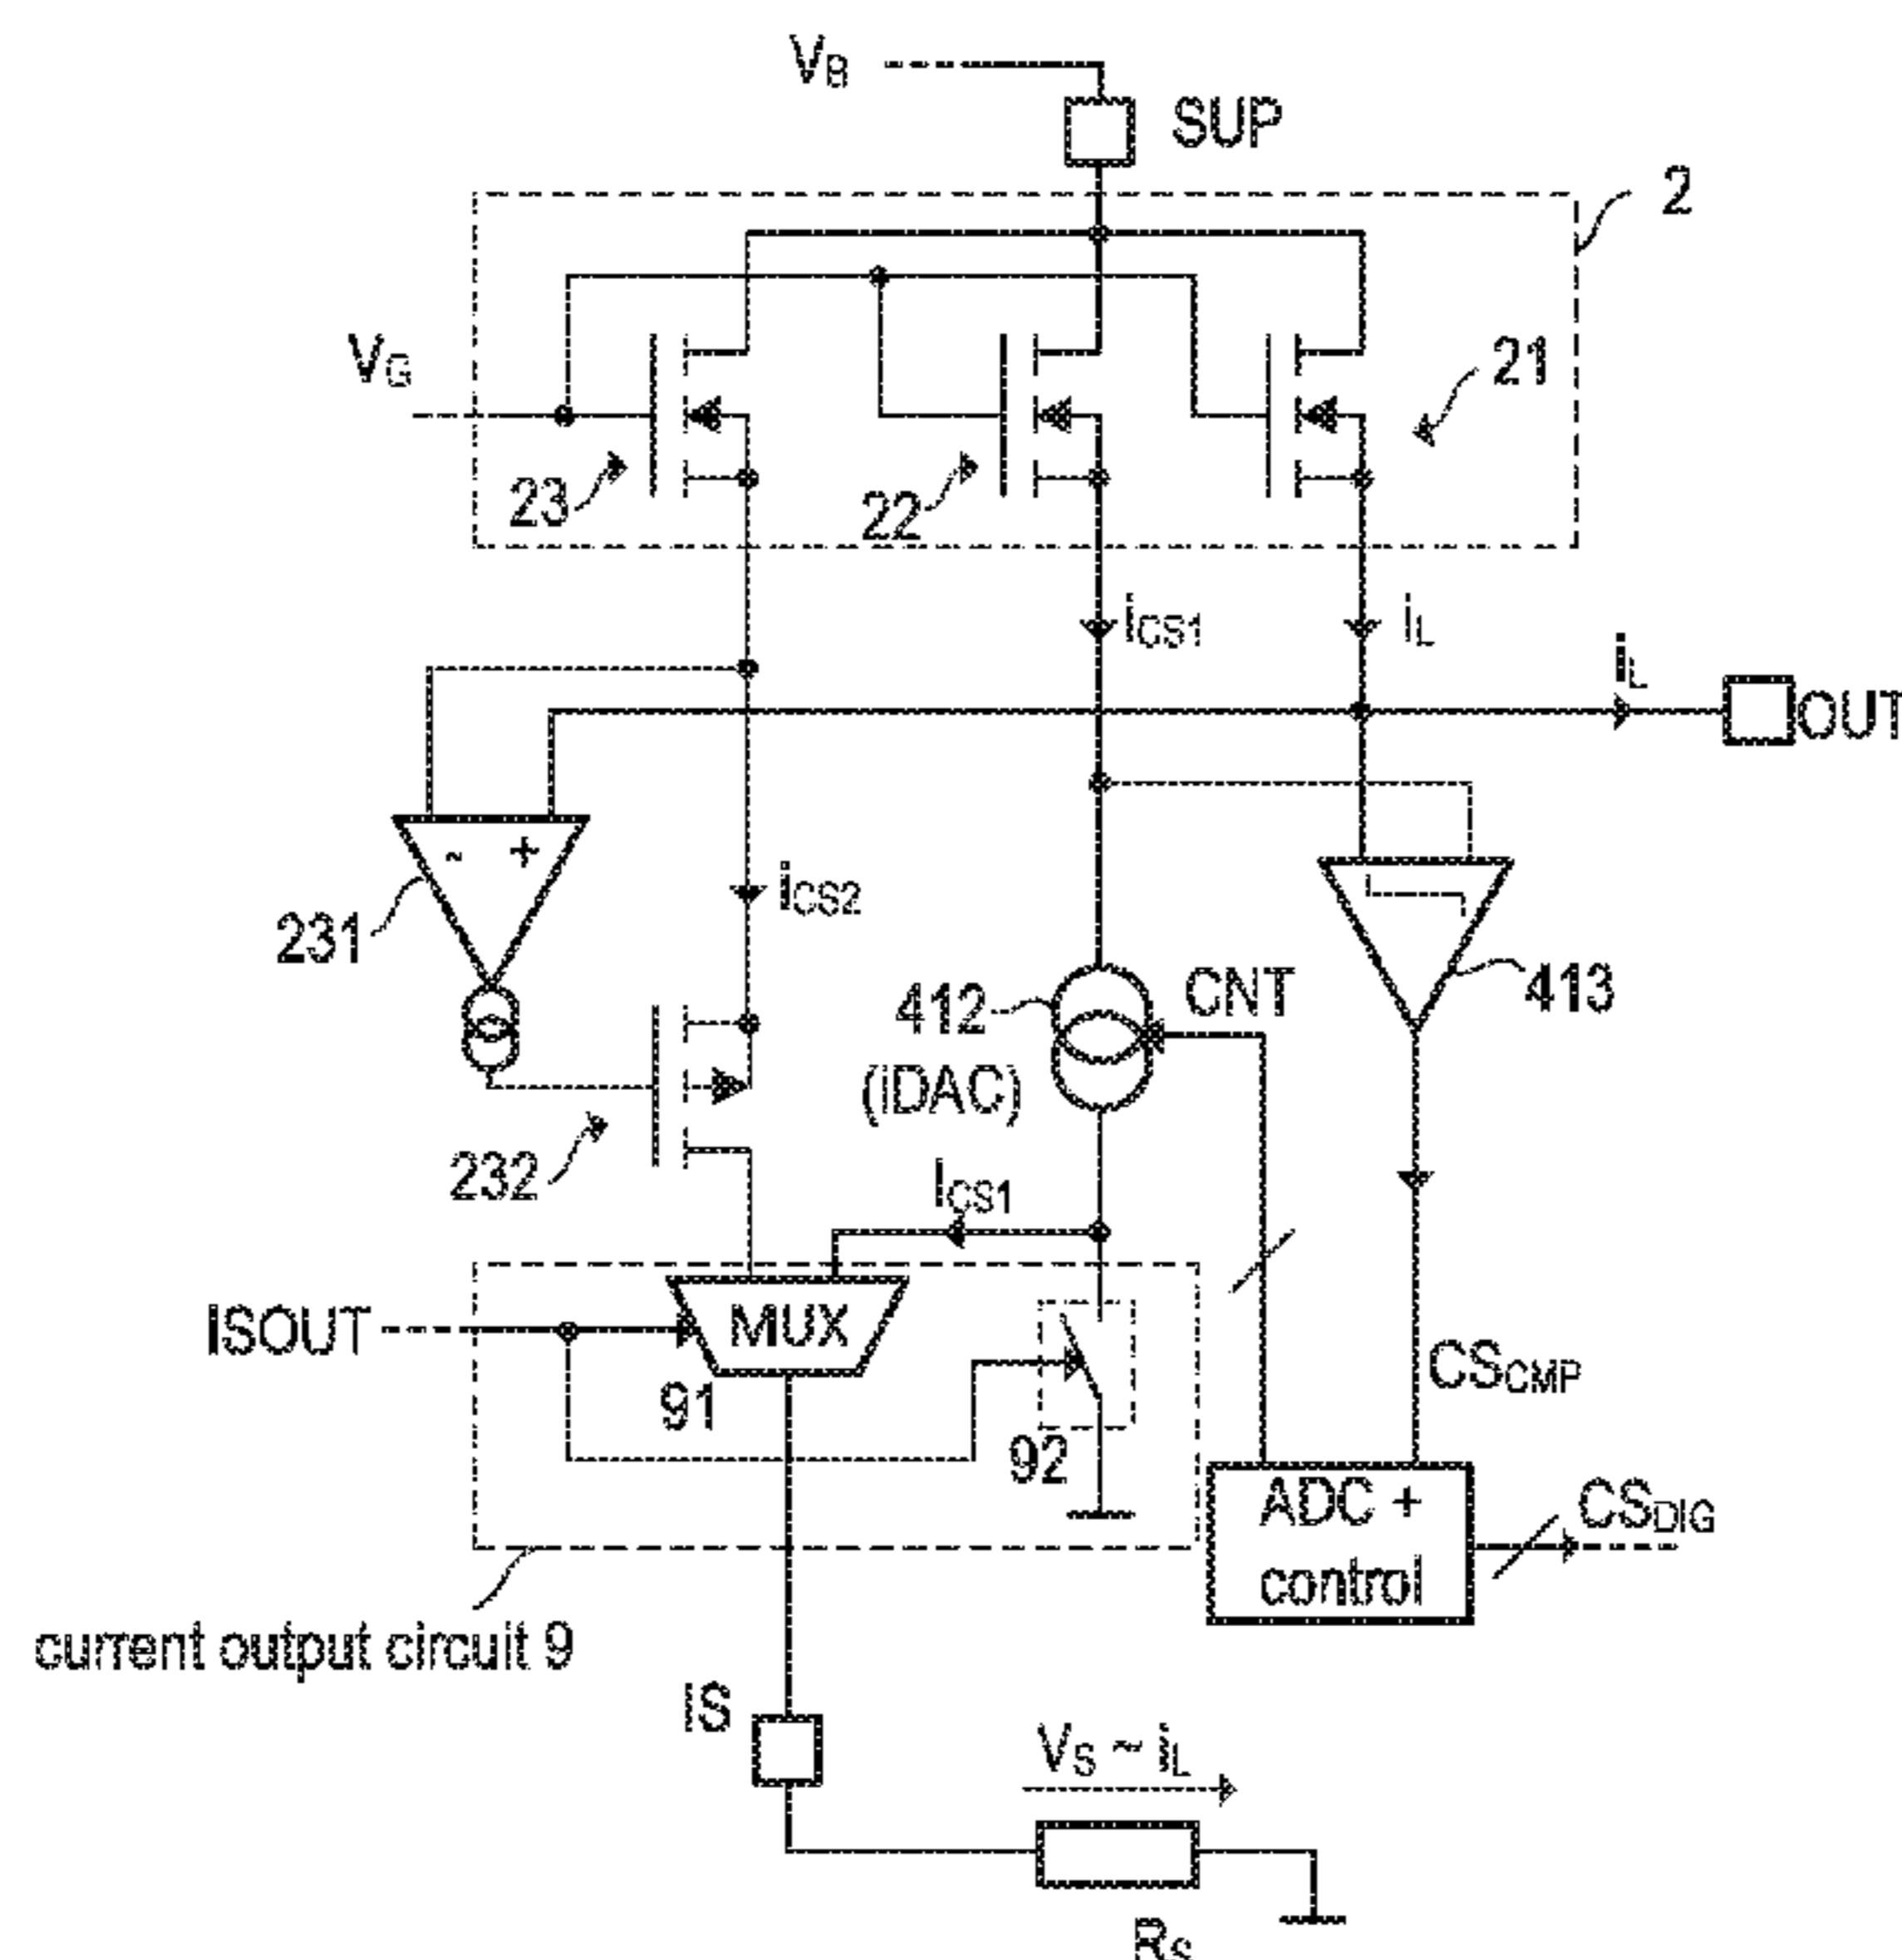 VB
SUP
2
VG
21
23
22
iCS1
iL
iL
OUT
- +
231
iCS2
412
(iDAC)
CNT
413
232
ICS1
ISOUT
MUX
91
92
CSCMP
ADC +
control
CSDIG
current output circuit 9
IS
VS ~ iL
RS